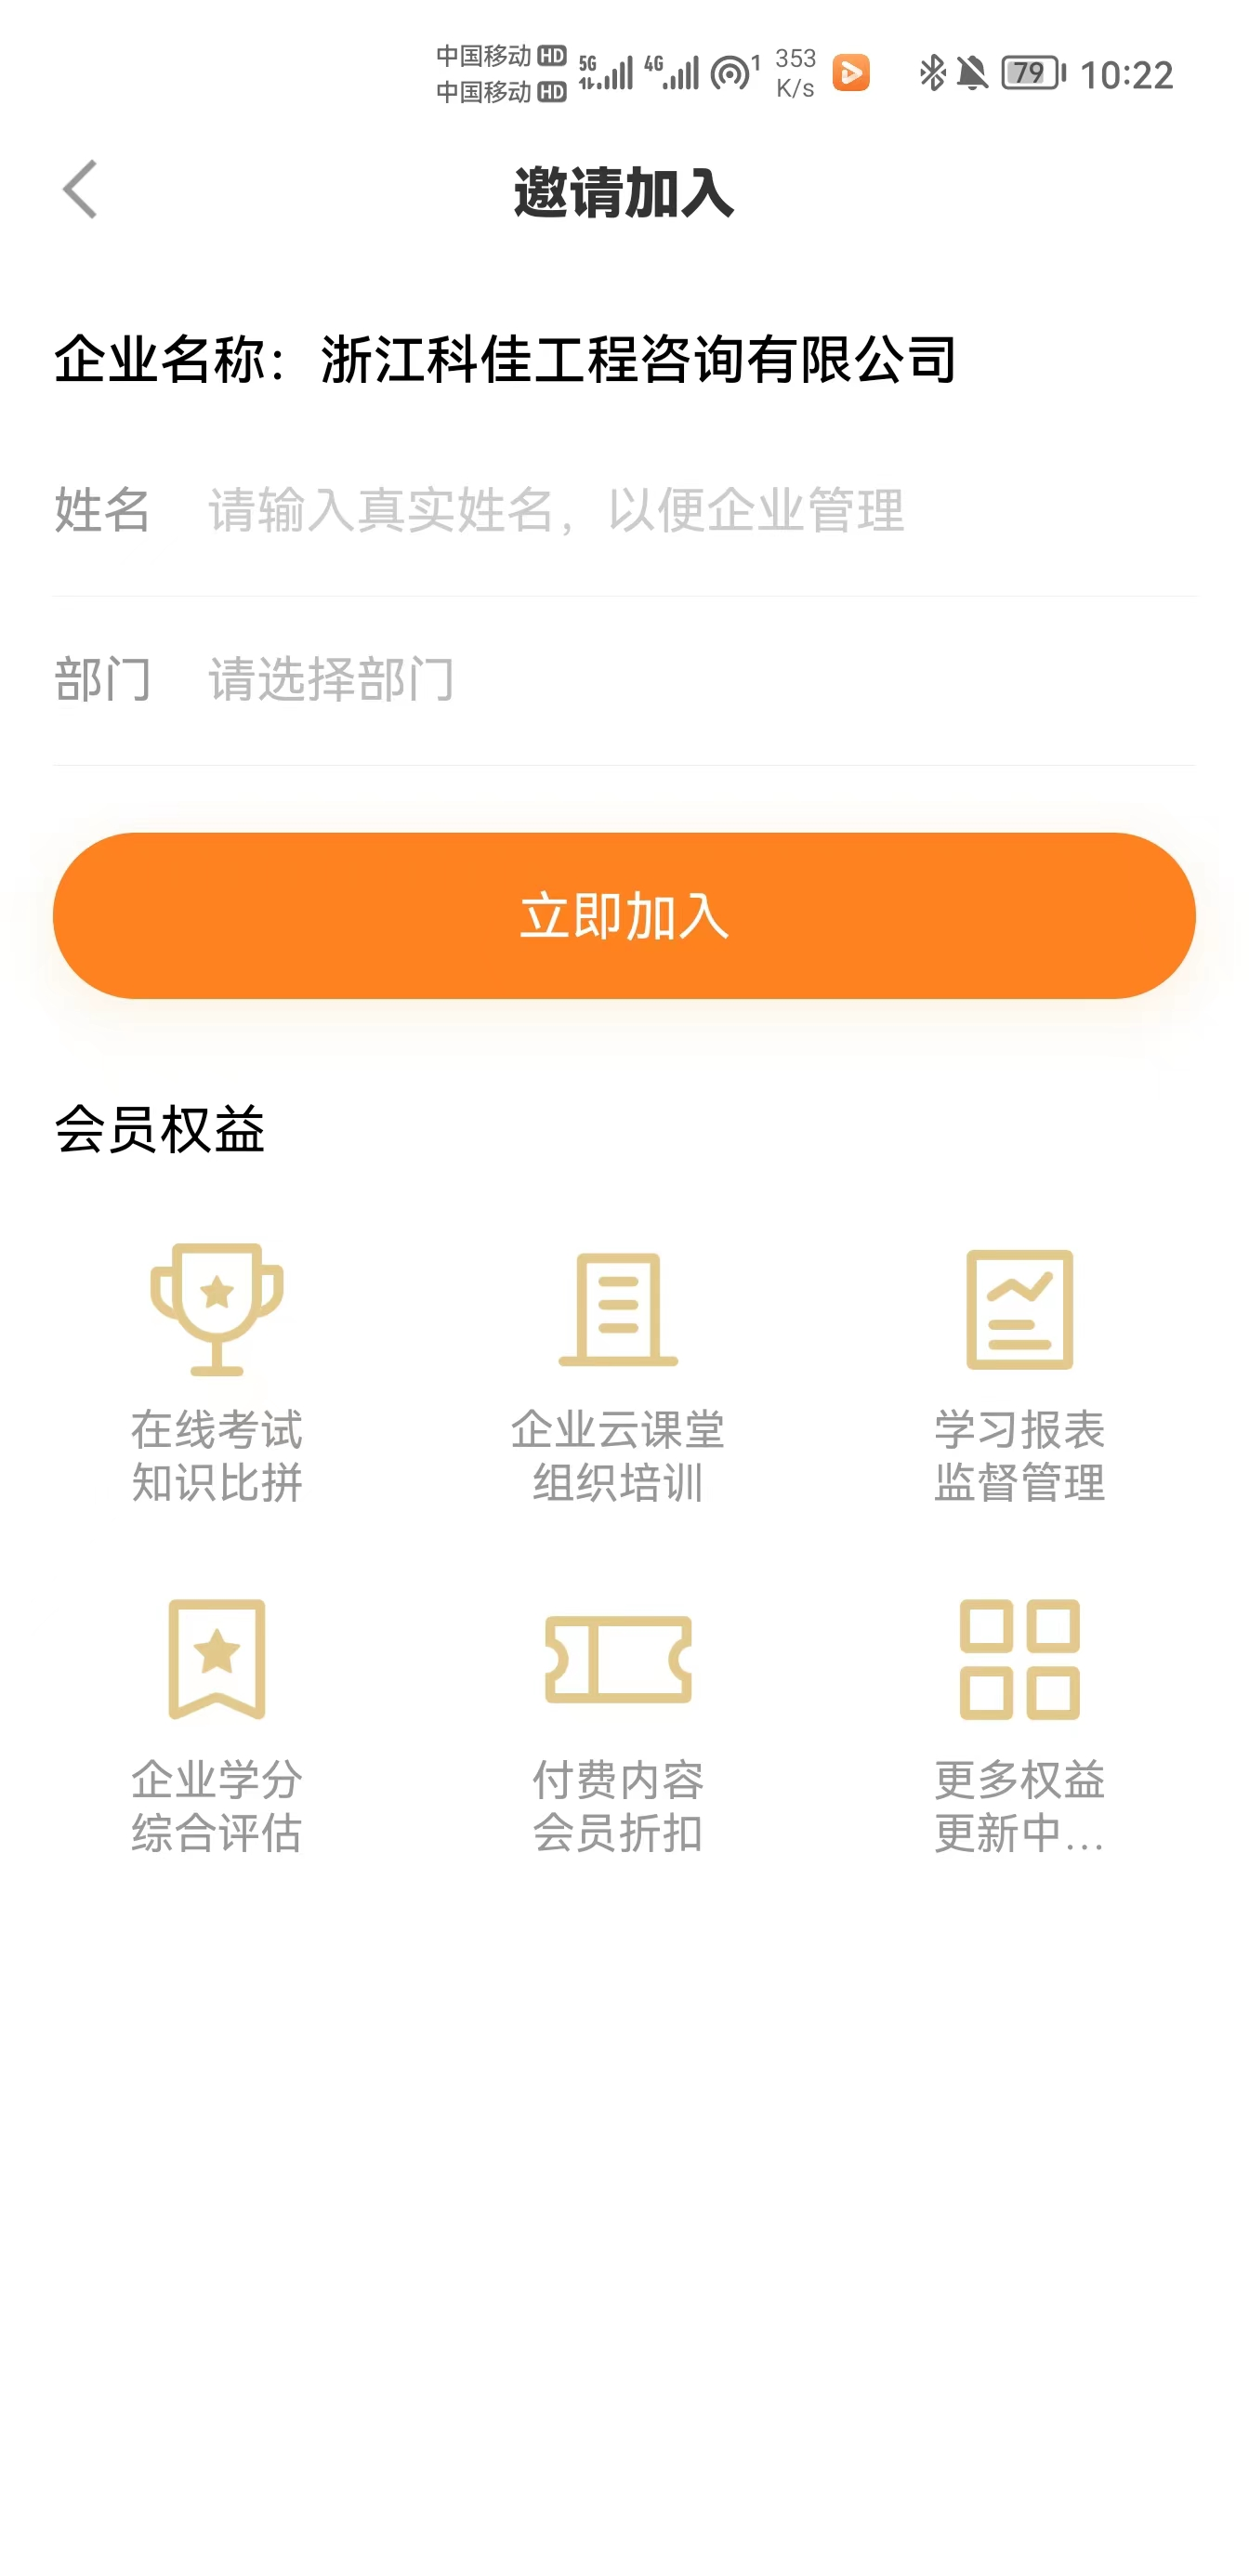 中国移动 HD
中国移动 HD
5G
4G
1
353
K/s
79
10:22
邀请加入
企业名称：浙江科佳工程咨询有限公司
姓名 请输入真实姓名，以便企业管理
部门 请选择部门
立即加入
会员权益
在线考试
知识比拼
企业云课堂
组织培训
学习报表
监督管理
企业学分
综合评估
付费内容
会员折扣
更多权益
更新中...